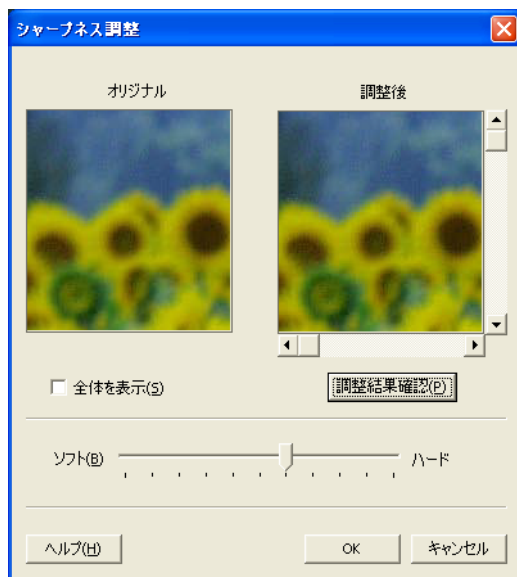 シャープネス調整
オリジナル
調整後
全体を表示(S)
調整結果確認(P)
ソフト(B)
ハード
ヘルプ(H)
OK
キャンセル